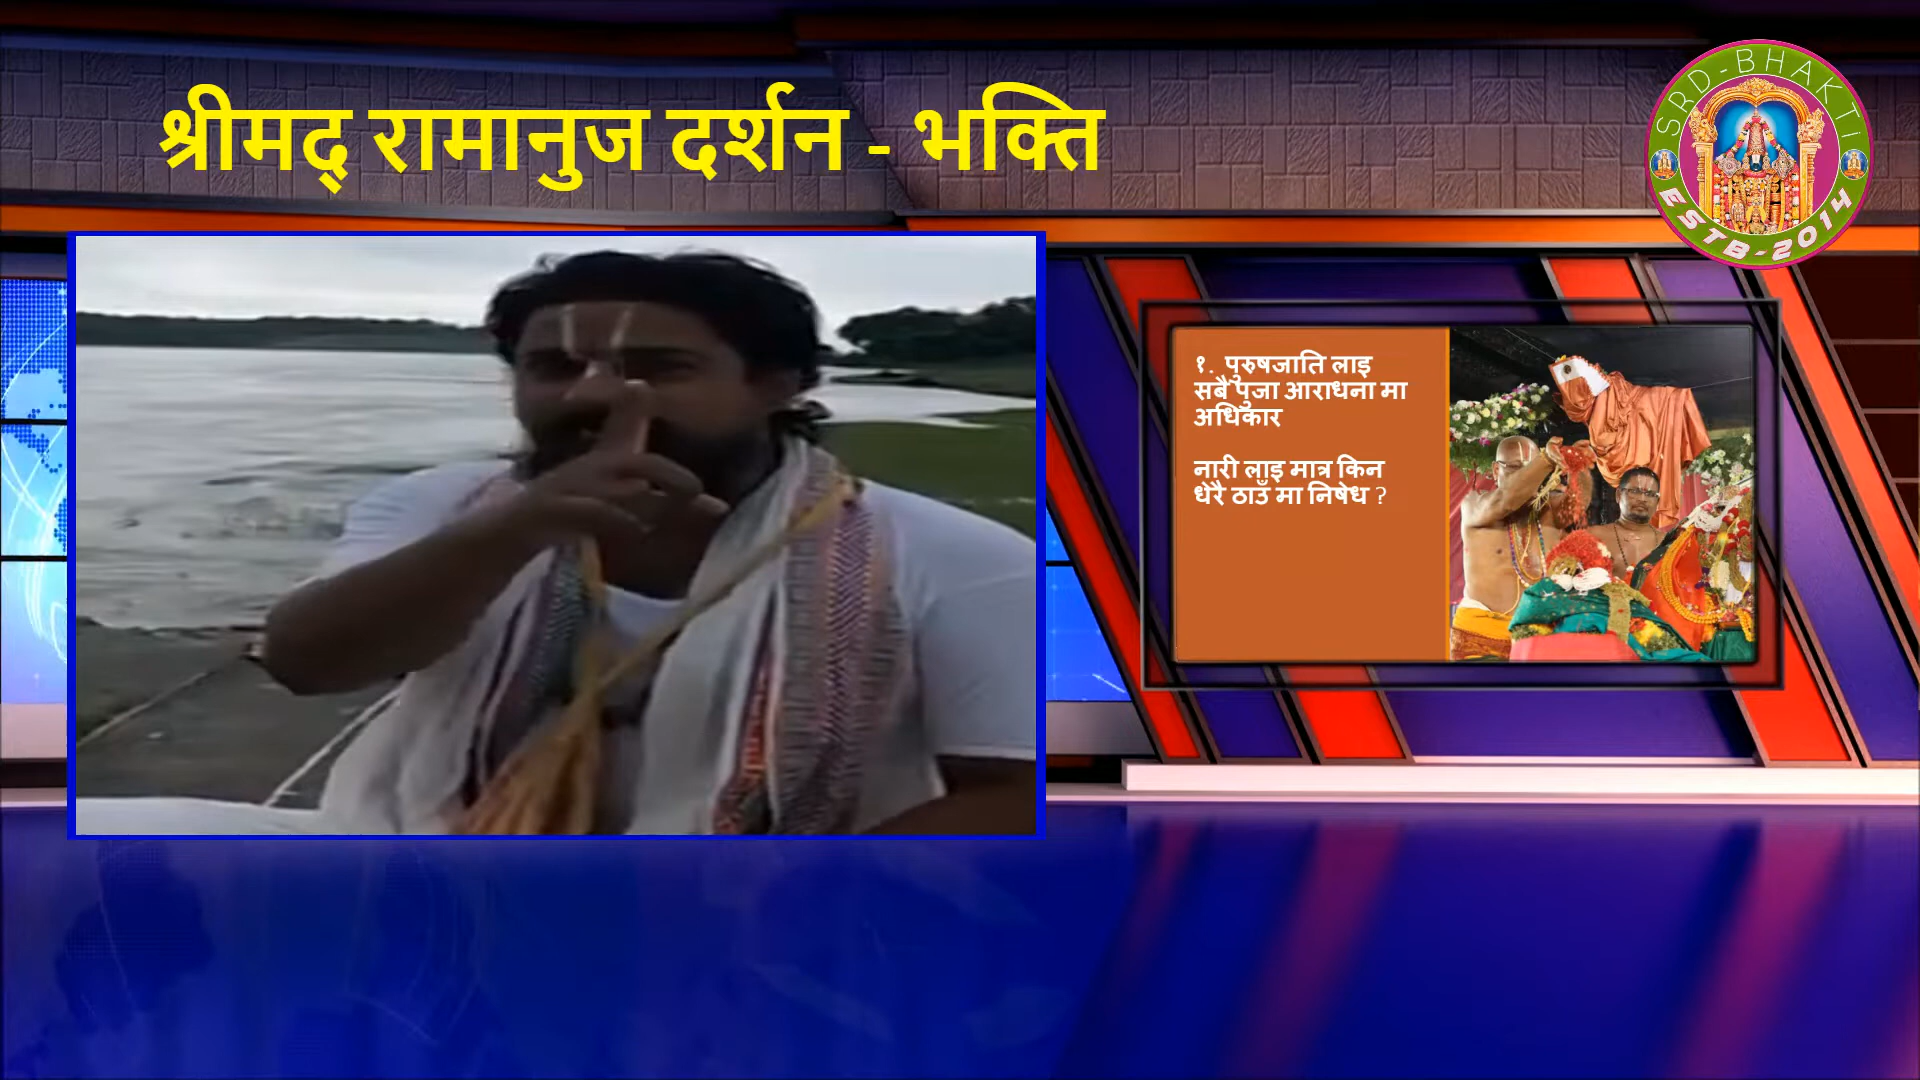 श्रीमद् रामानुज दर्शन - भक्ति
SRD-BHAKTI
ESTB-2014
१. पुरुषजाति लाइ
सबै पुजा आराधना मा
अधिकार
नारी लाइ मात्र किन
धेरै ठाउँ मा निषेध ?